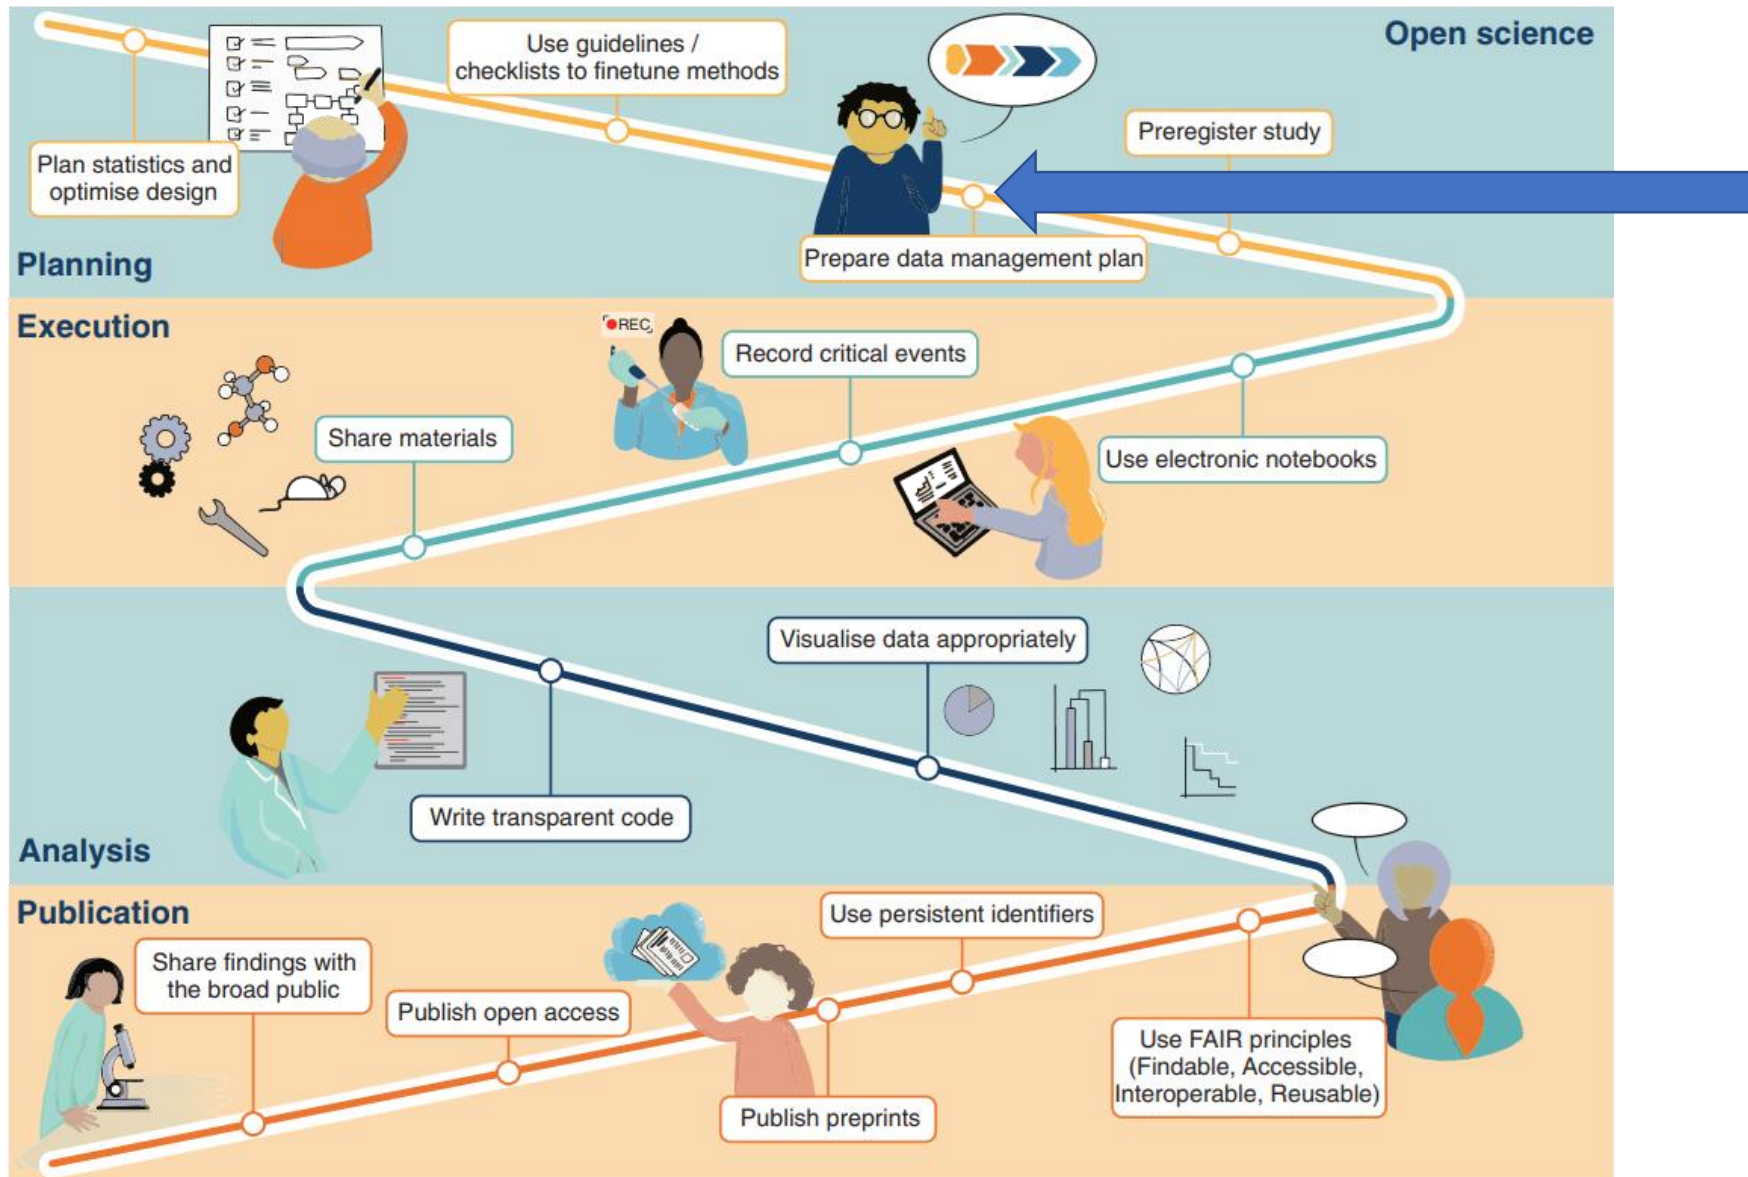 Open science
Plan statistics and
optimise design
Use guidelines /
checklists to finetune methods
Prepare data management plan
Preregister study
Planning
Execution
Use electronic notebooks
REC
Record critical events
Share materials
Write transparent code
Visualise data appropriately
Analysis
Publication
Use FAIR principles
(Findable, Accessible,
Interoperable, Reusable)
Use persistent identifiers
Publish preprints
Publish open access
Share findings with
the broad public